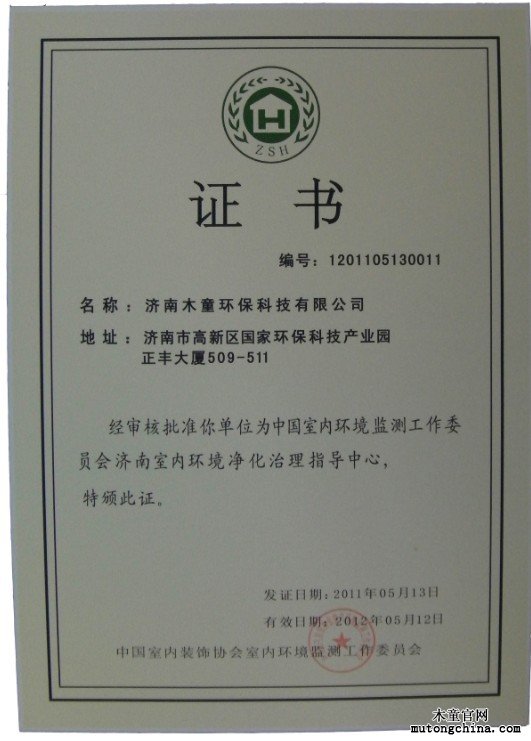 ZSH
证书
编号：1201105130011
名称：济南木童环保科技有限公司
地址：济南市高新区国家环保科技产业园
正丰大厦509-511
经审核批准你单位为中国室内环境监测工作委
员会济南室内环境净化治理指导中心，
特颁此证。
发证日期：2011年05月13日
有效日期：2012年05月12日
中国室内装饰协会室内环境监测工作委员会
木童官网
mutongchina.com